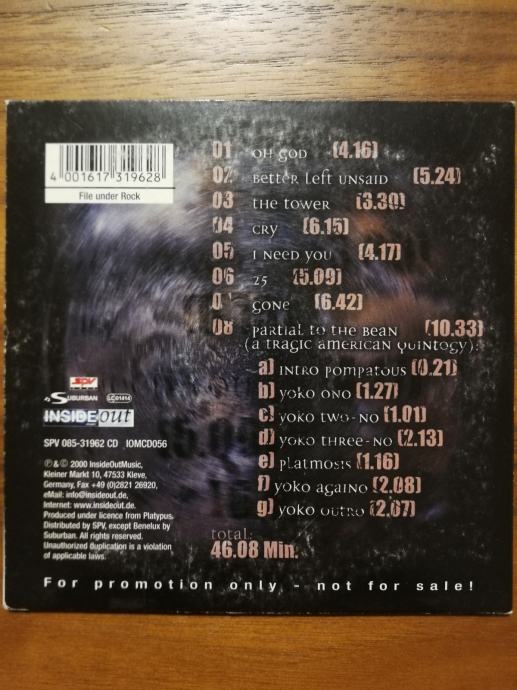 4 001617 319628
File under Rock
01 OH GOD (4.16)
02 BETTER LEFT UNSAID (5.24)
03 THE TOWER (3.39)
04 CRY (6.15)
05 I NEED YOU (4.17)
06 25 (5.09)
0 GONE (6.42)
08 PARTIAL TO THE BEAN (10.33)
(A TRAGIC AMERICAN QUINTOGY):
a) INTRO POMPATOUS (0.21)
b) YOKO ONO (1.27)
c) YOKO TWO-NO (1.01)
d) YOKO THREE-NO (2.13)
e) PLATMOSIS (1.16)
f) YOKO AGAINO (2.08)
g) YOKO OUTRO (2.07)
total:
46.08 Min.
SPV
SUBURBAN LC 01414
INSIDEout
SPV 085-31962 CD IOMCD056
℗ & © 2000 InsideOutMusic,
Kleiner Markt 10, 47533 Kleve,
Germany, Fax +49 (0)2821 26920,
eMail: info@insideout.de,
Internet: www.insideout.de.
Produced under licence from Platypus.
Distributed by SPV, except Benelux by
Suburban. All rights reserved.
Unauthorized duplication is a violation
of applicable laws.
For promotion only - not for sale!